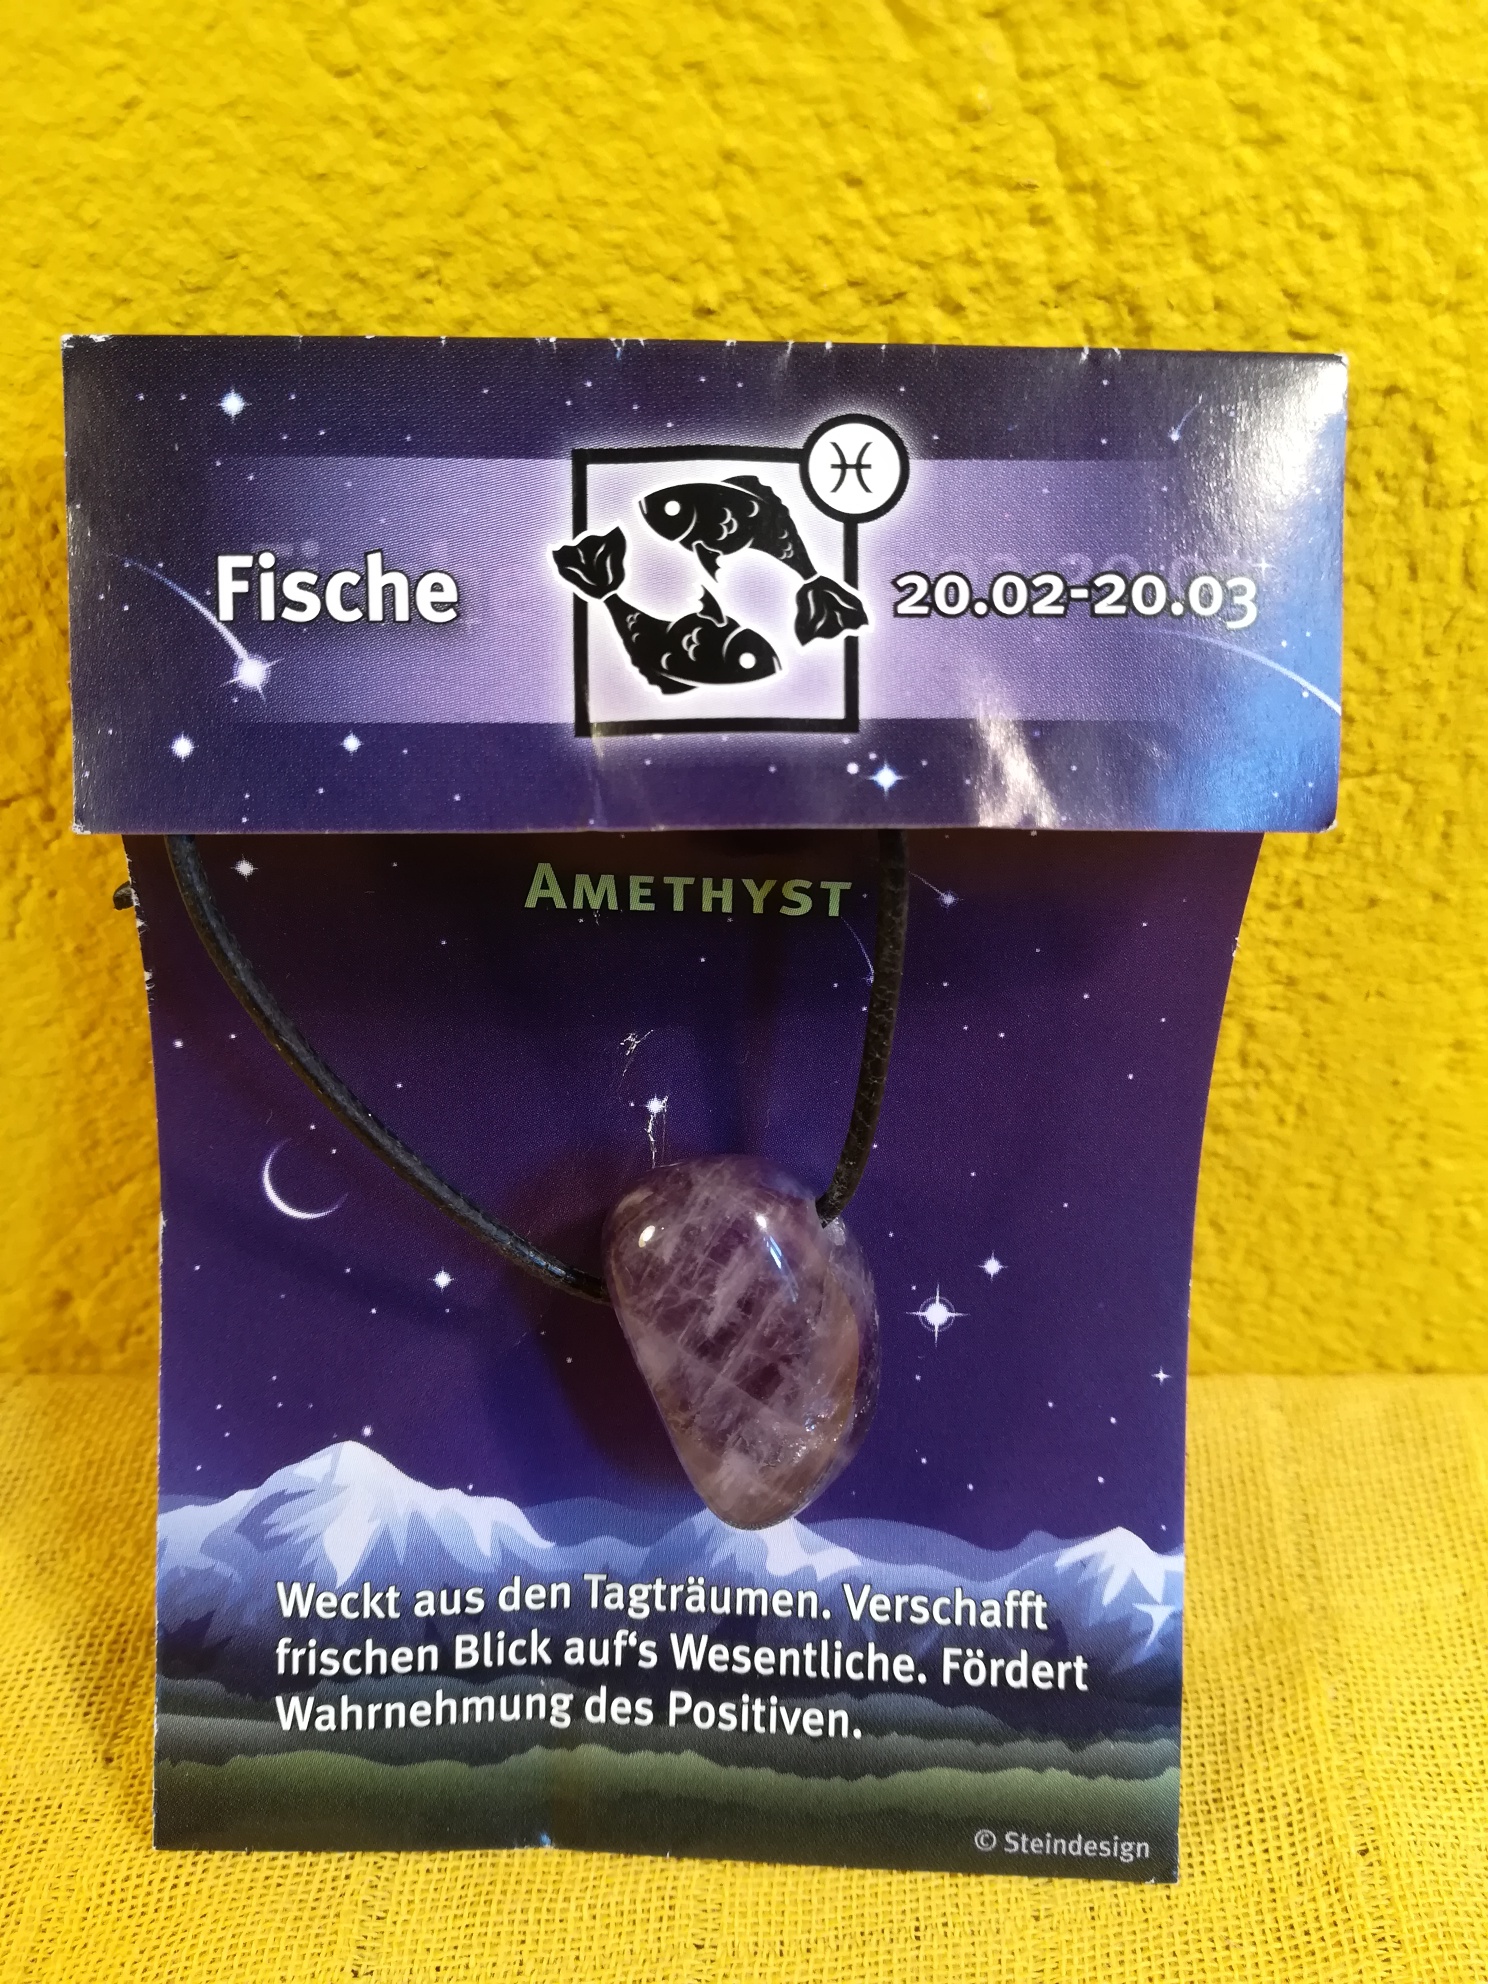 Fische
♓
20.02-20.03
AMETHYST
Weckt aus den Tagträumen. Verschafft
frischen Blick auf‘s Wesentliche. Fördert
Wahrnehmung des Positiven.
© Steindesign